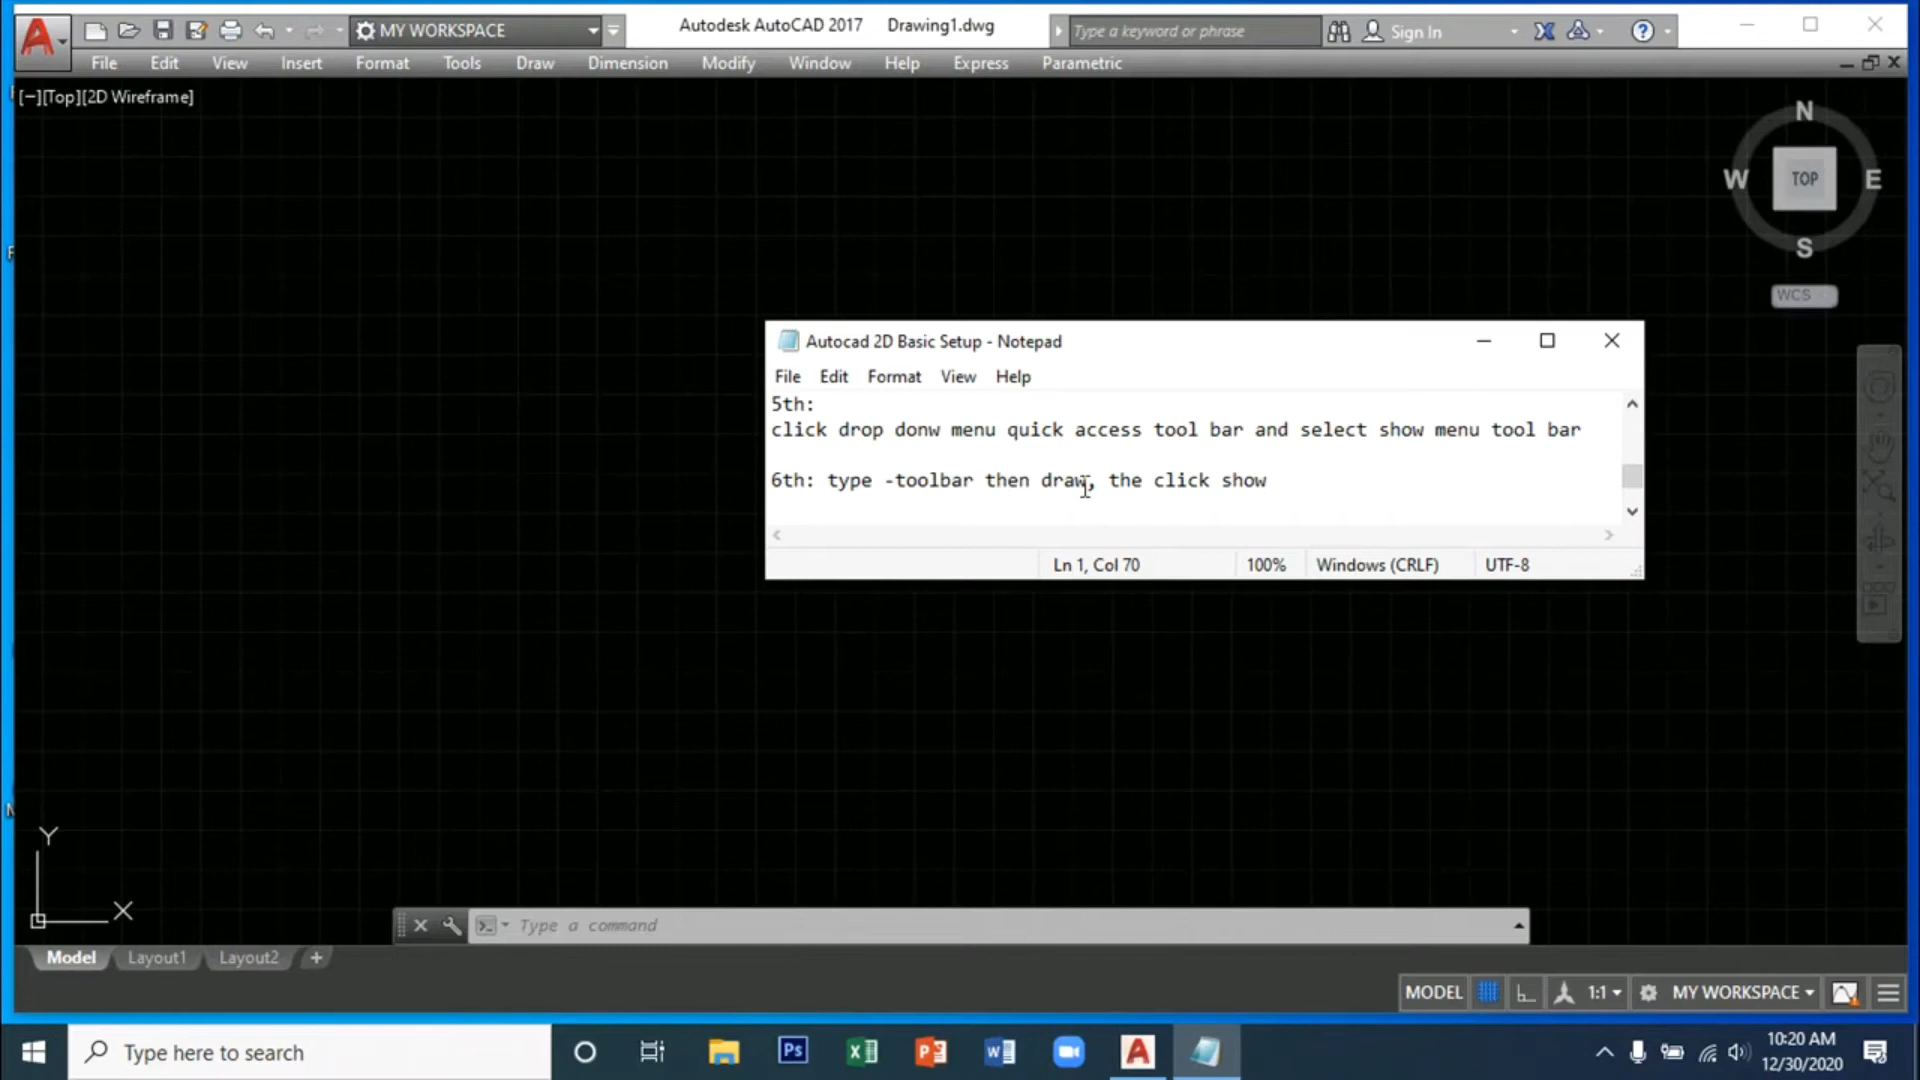 MY WORKSPACE
Autodesk AutoCAD 2017 Drawing1.dwg
Type a keyword or phrase
Sign In
File Edit View Insert Format Tools Draw Dimension Modify Window Help Express Parametric
[−][Top][2D Wireframe]
N
W TOP E
S
WCS
Autocad 2D Basic Setup - Notepad
File Edit Format View Help
5th:
click drop donw menu quick access tool bar and select show menu tool bar
6th: type -toolbar then draw, the click show
Ln 1, Col 70 100% Windows (CRLF) UTF-8
Y
X
Type a command
Model Layout1 Layout2 +
MODEL 1:1 MY WORKSPACE
Type here to search
Ps
10:20 AM
12/30/2020